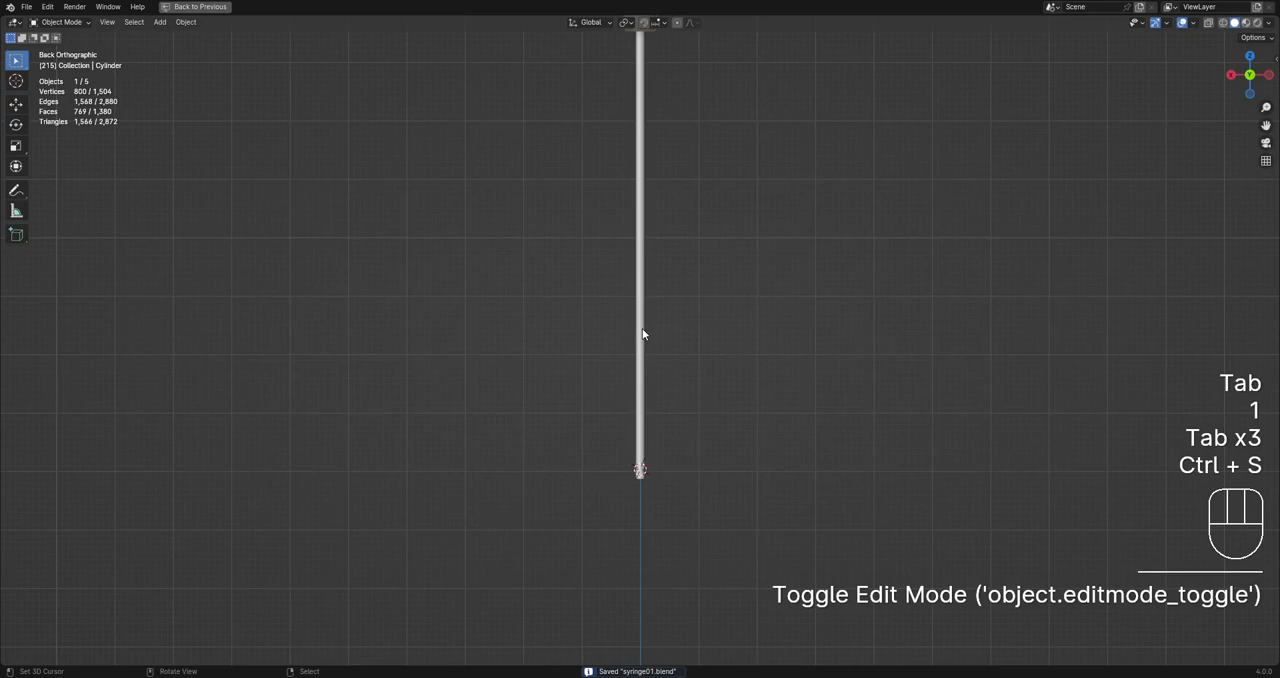 File Edit Render Window Help Back to Previous Scene ViewLayer
Object Mode View Select Add Object Global
Options
Back Orthographic
(215) Collection | Cylinder
Objects 1 / 5
Vertices 800 / 1,504
Edges 1,568 / 2,880
Faces 769 / 1,380
Triangles 1,566 / 2,872
Z
X
Y
Tab
1
Tab x3
Ctrl + S
Toggle Edit Mode ('object.editmode_toggle')
Set 3D Cursor Rotate View Select Saved "syringe01.blend" 4.0.0